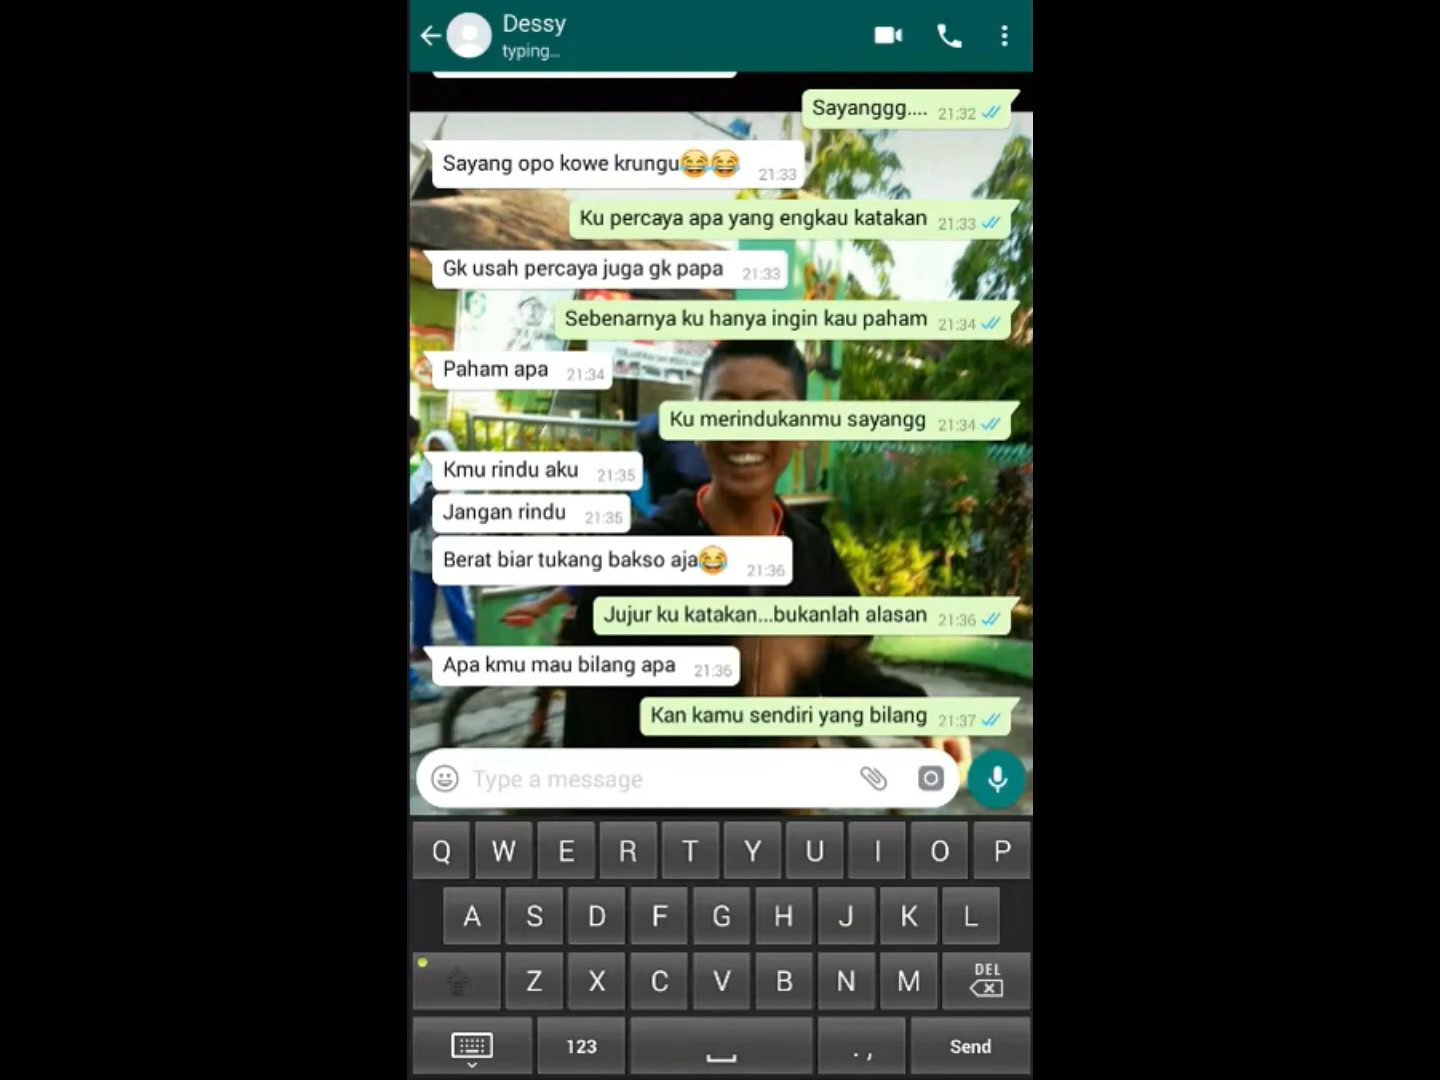 Dessy
typing...
Sayanggg.... 21:32
Sayang opo kowe krungu😂😂 21:33
Ku percaya apa yang engkau katakan 21:33
Gk usah percaya juga gk papa 21:33
Sebenarnya ku hanya ingin kau paham 21:34
Paham apa 21:34
Ku merindukanmu sayangg 21:34
Kmu rindu aku 21:35
Jangan rindu 21:35
Berat biar tukang bakso aja😂 21:36
Jujur ku katakan...bukanlah alasan 21:36
Apa kmu mau bilang apa 21:36
Kan kamu sendiri yang bilang 21:37
Type a message
Q W E R T Y U I O P
A S D F G H J K L
Z X C V B N M DEL
123 . , Send